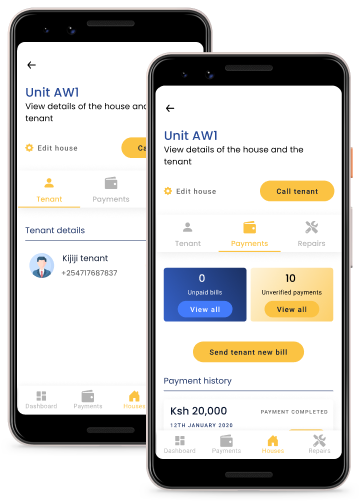 Unit AW1
View details of the house and
tenant
Edit house
Ca
Tenant
Payments
Tenant details
Kijiji tenant
+254717687837
Dashboard
Payments
Houses
Unit AW1
View details of the house and the
tenant
Edit house
Call tenant
Tenant
Payments
Repairs
0
Unpaid bills
View all
10
Unverified payments
View all
Send tenant new bill
Payment history
Ksh 20,000
PAYMENT COMPLETED
12TH JANUARY 2020
Dashboard
Payments
Houses
Repairs